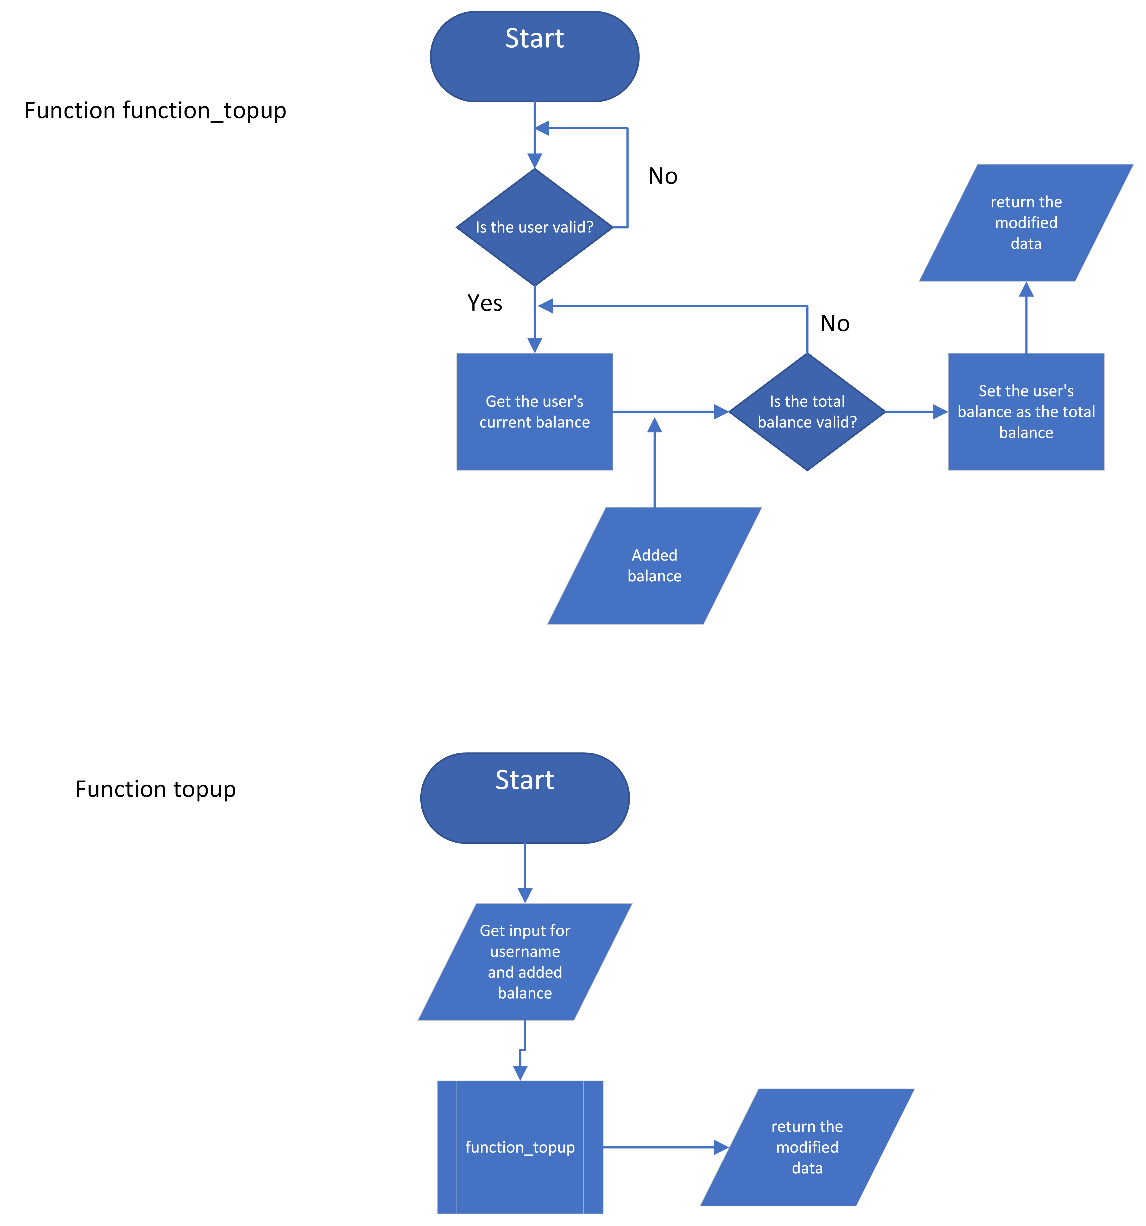 Start
Function function_topup
No
Is the user valid?
return the
modified
data
Yes
No
Get the user's
current balance
Is the total
balance valid?
Set the user's
balance as the total
balance
Added
balance
Start
Function topup
Get input for
username
and added
balance
function_topup
return the
modified
data